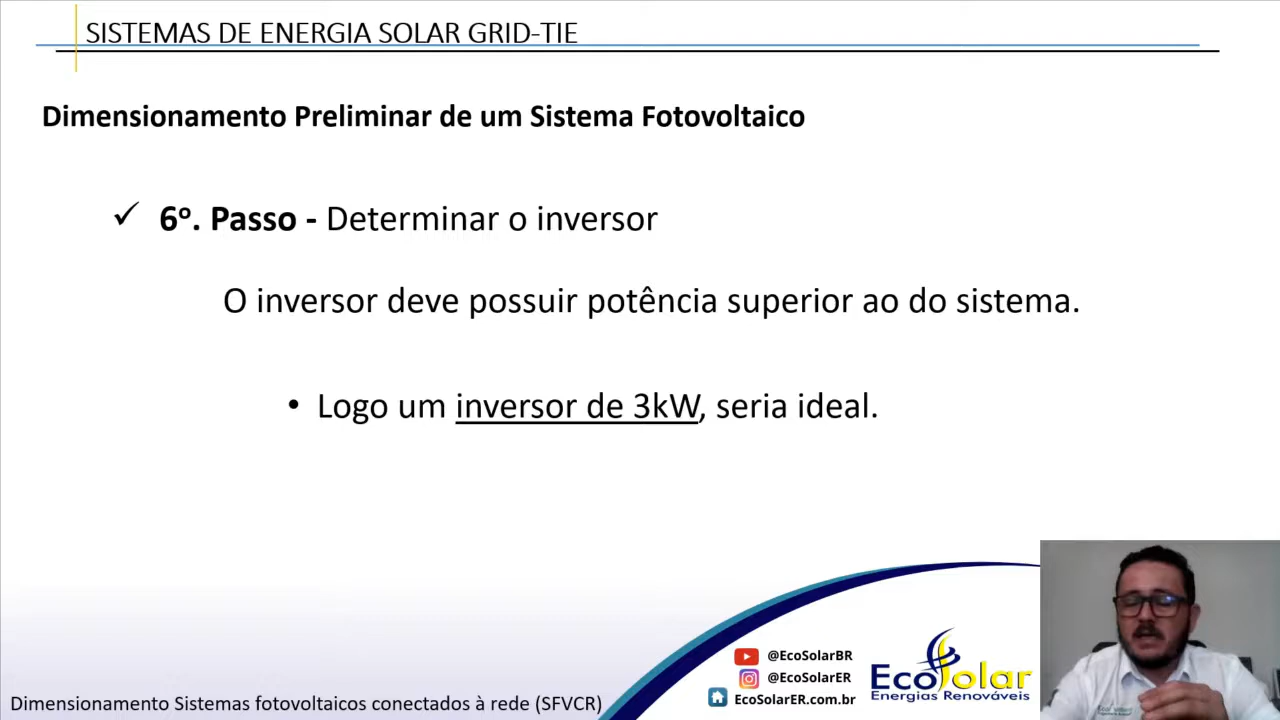 SISTEMAS DE ENERGIA SOLAR GRID-TIE
Dimensionamento Preliminar de um Sistema Fotovoltaico
✓ 6º. Passo - Determinar o inversor
O inversor deve possuir potência superior ao do sistema.
• Logo um inversor de 3kW, seria ideal.
@EcoSolarBR
@EcoSolarER
EcoSolarER.com.br
EcoSolar
Energias Renováveis
Dimensionamento Sistemas fotovoltaicos conectados à rede (SFVCR)